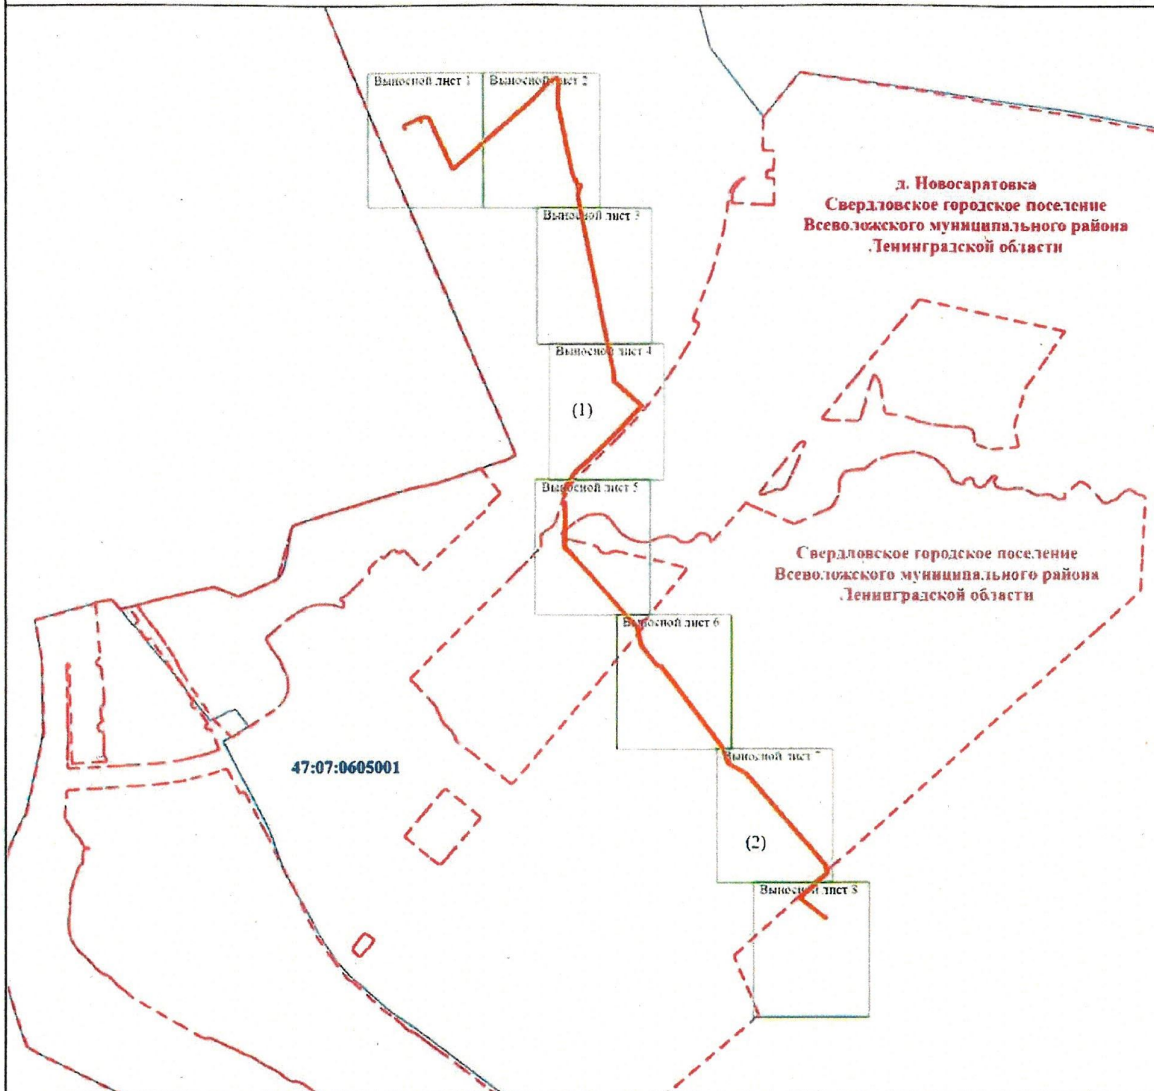 Выносной лист 1
Выносной лист 2
д. Новосаратовка
Свердловское городское поселение
Всеволожского муниципального района
Ленинградской области
Выносной лист 3
Выносной лист 4
(1)
Выносной лист 5
Свердловское городское поселение
Всеволожского муниципального района
Ленинградской области
Выносной лист 6
Выносной лист 7
47:07:0605001
(2)
Выносной лист 8